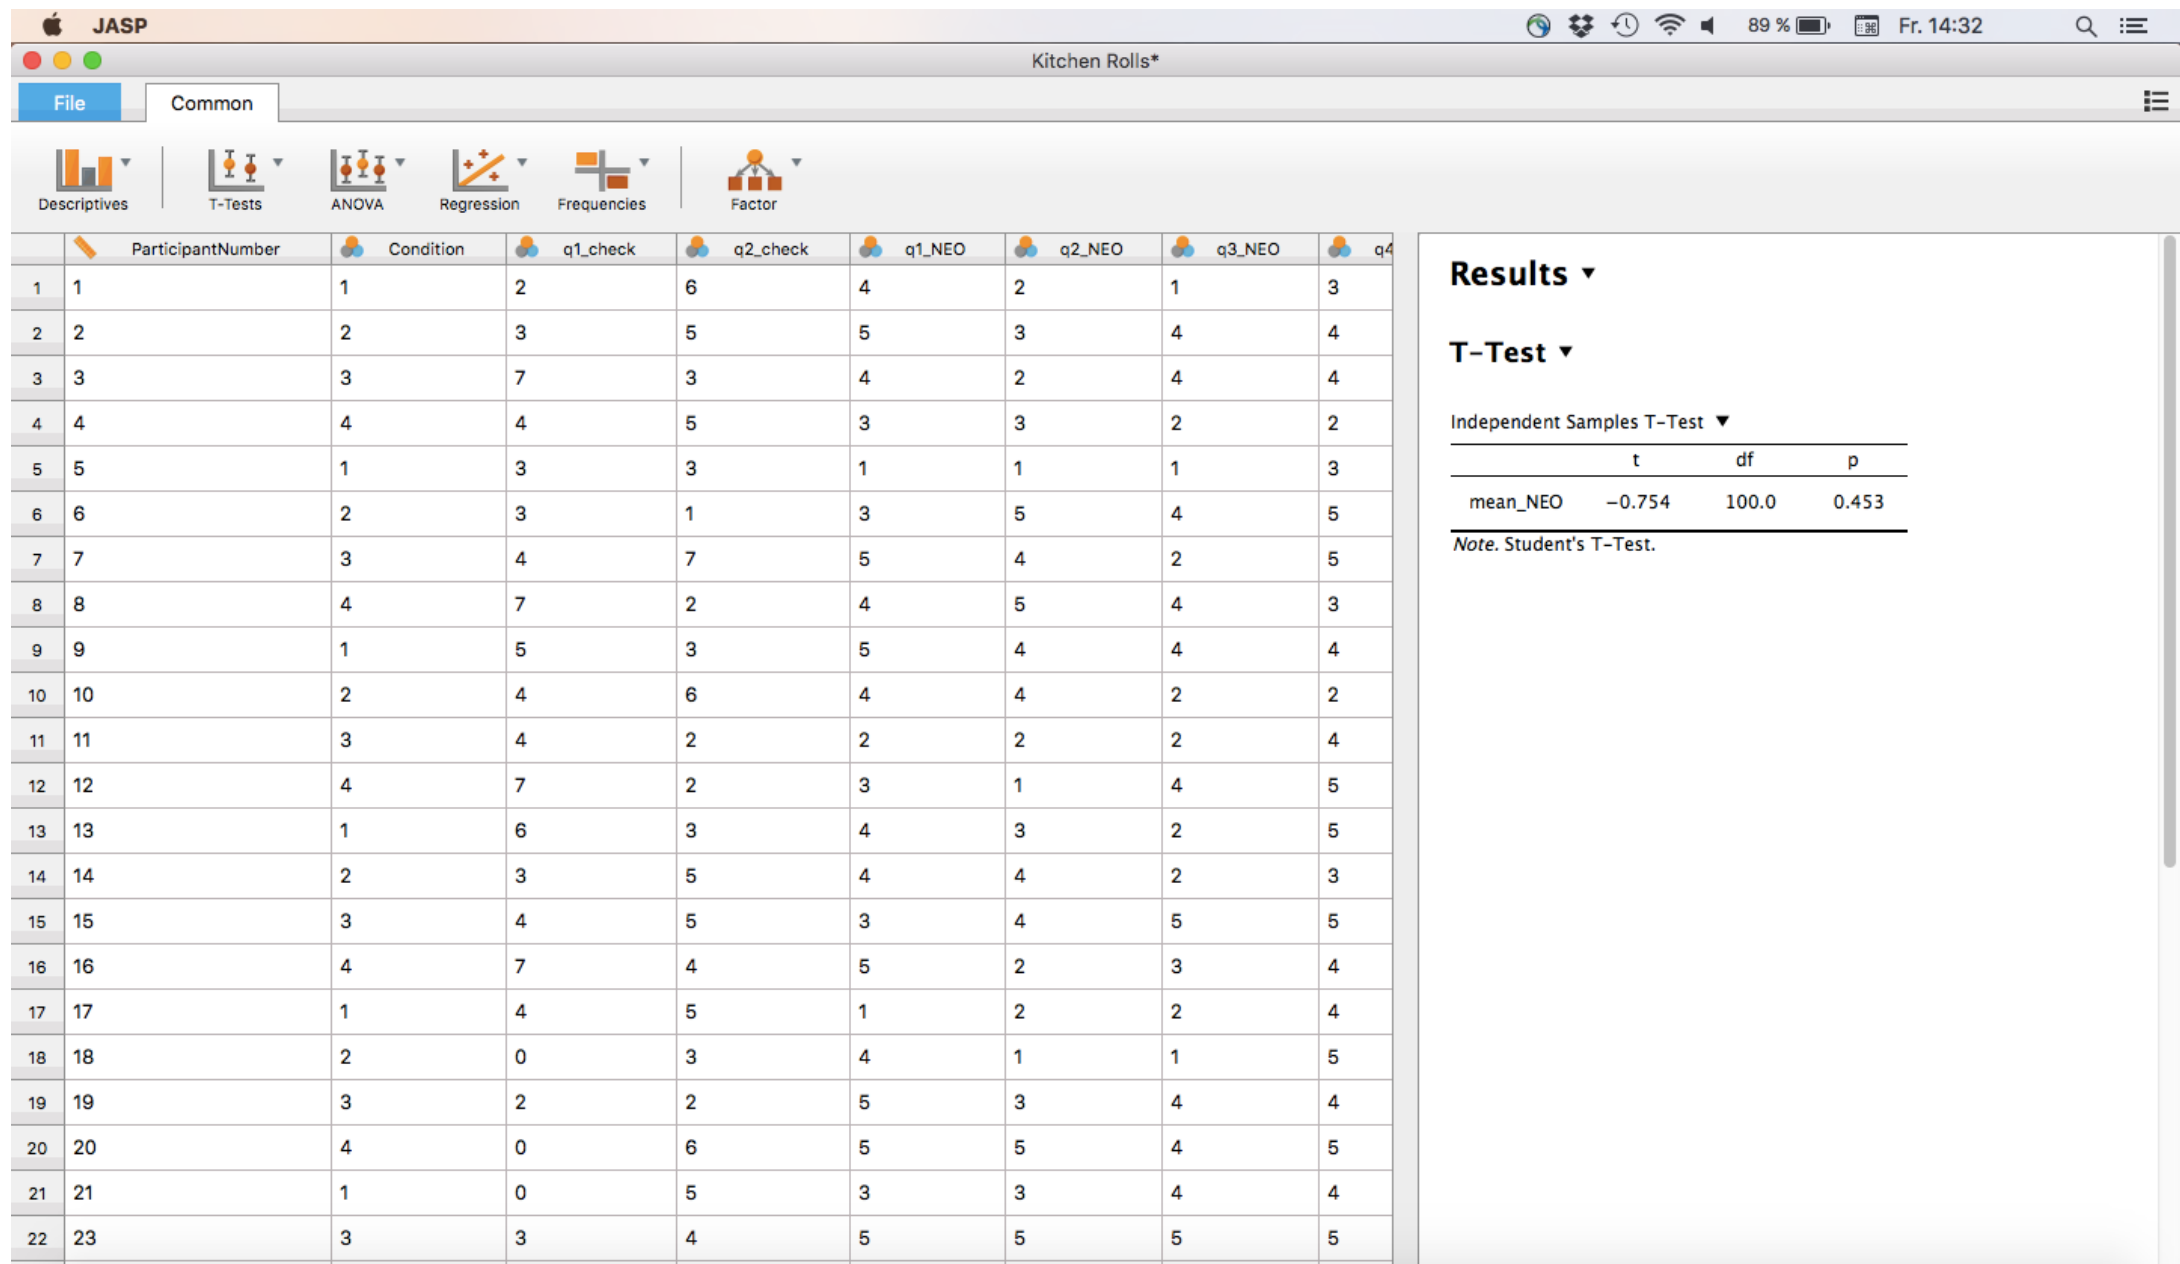 JASP 89 % Fr. 14:32
Kitchen Rolls*
File Common
Descriptives T-Tests ANOVA Regression Frequencies Factor
ParticipantNumber Condition q1_check q2_check q1_NEO q2_NEO q3_NEO q4
1 1 1 2 6 4 2 1 3
2 2 2 3 5 5 3 4 4
3 3 3 7 3 4 2 4 4
4 4 4 4 5 3 3 2 2
5 5 1 3 3 1 1 1 3
6 6 2 3 1 3 5 4 5
7 7 3 4 7 5 4 2 5
8 8 4 7 2 4 5 4 3
9 9 1 5 3 5 4 4 4
10 10 2 4 6 4 4 2 2
11 11 3 4 2 2 2 2 4
12 12 4 7 2 3 1 4 5
13 13 1 6 3 4 3 2 5
14 14 2 3 5 4 4 2 3
15 15 3 4 5 3 4 5 5
16 16 4 7 4 5 2 3 4
17 17 1 4 5 1 2 2 4
18 18 2 0 3 4 1 1 5
19 19 3 2 2 5 3 4 4
20 20 4 0 6 5 5 4 5
21 21 1 0 5 3 3 4 4
22 23 3 3 4 5 5 5 5
Results
T-Test
Independent Samples T-Test
t df p
mean_NEO −0.754 100.0 0.453
Note. Student's T-Test.